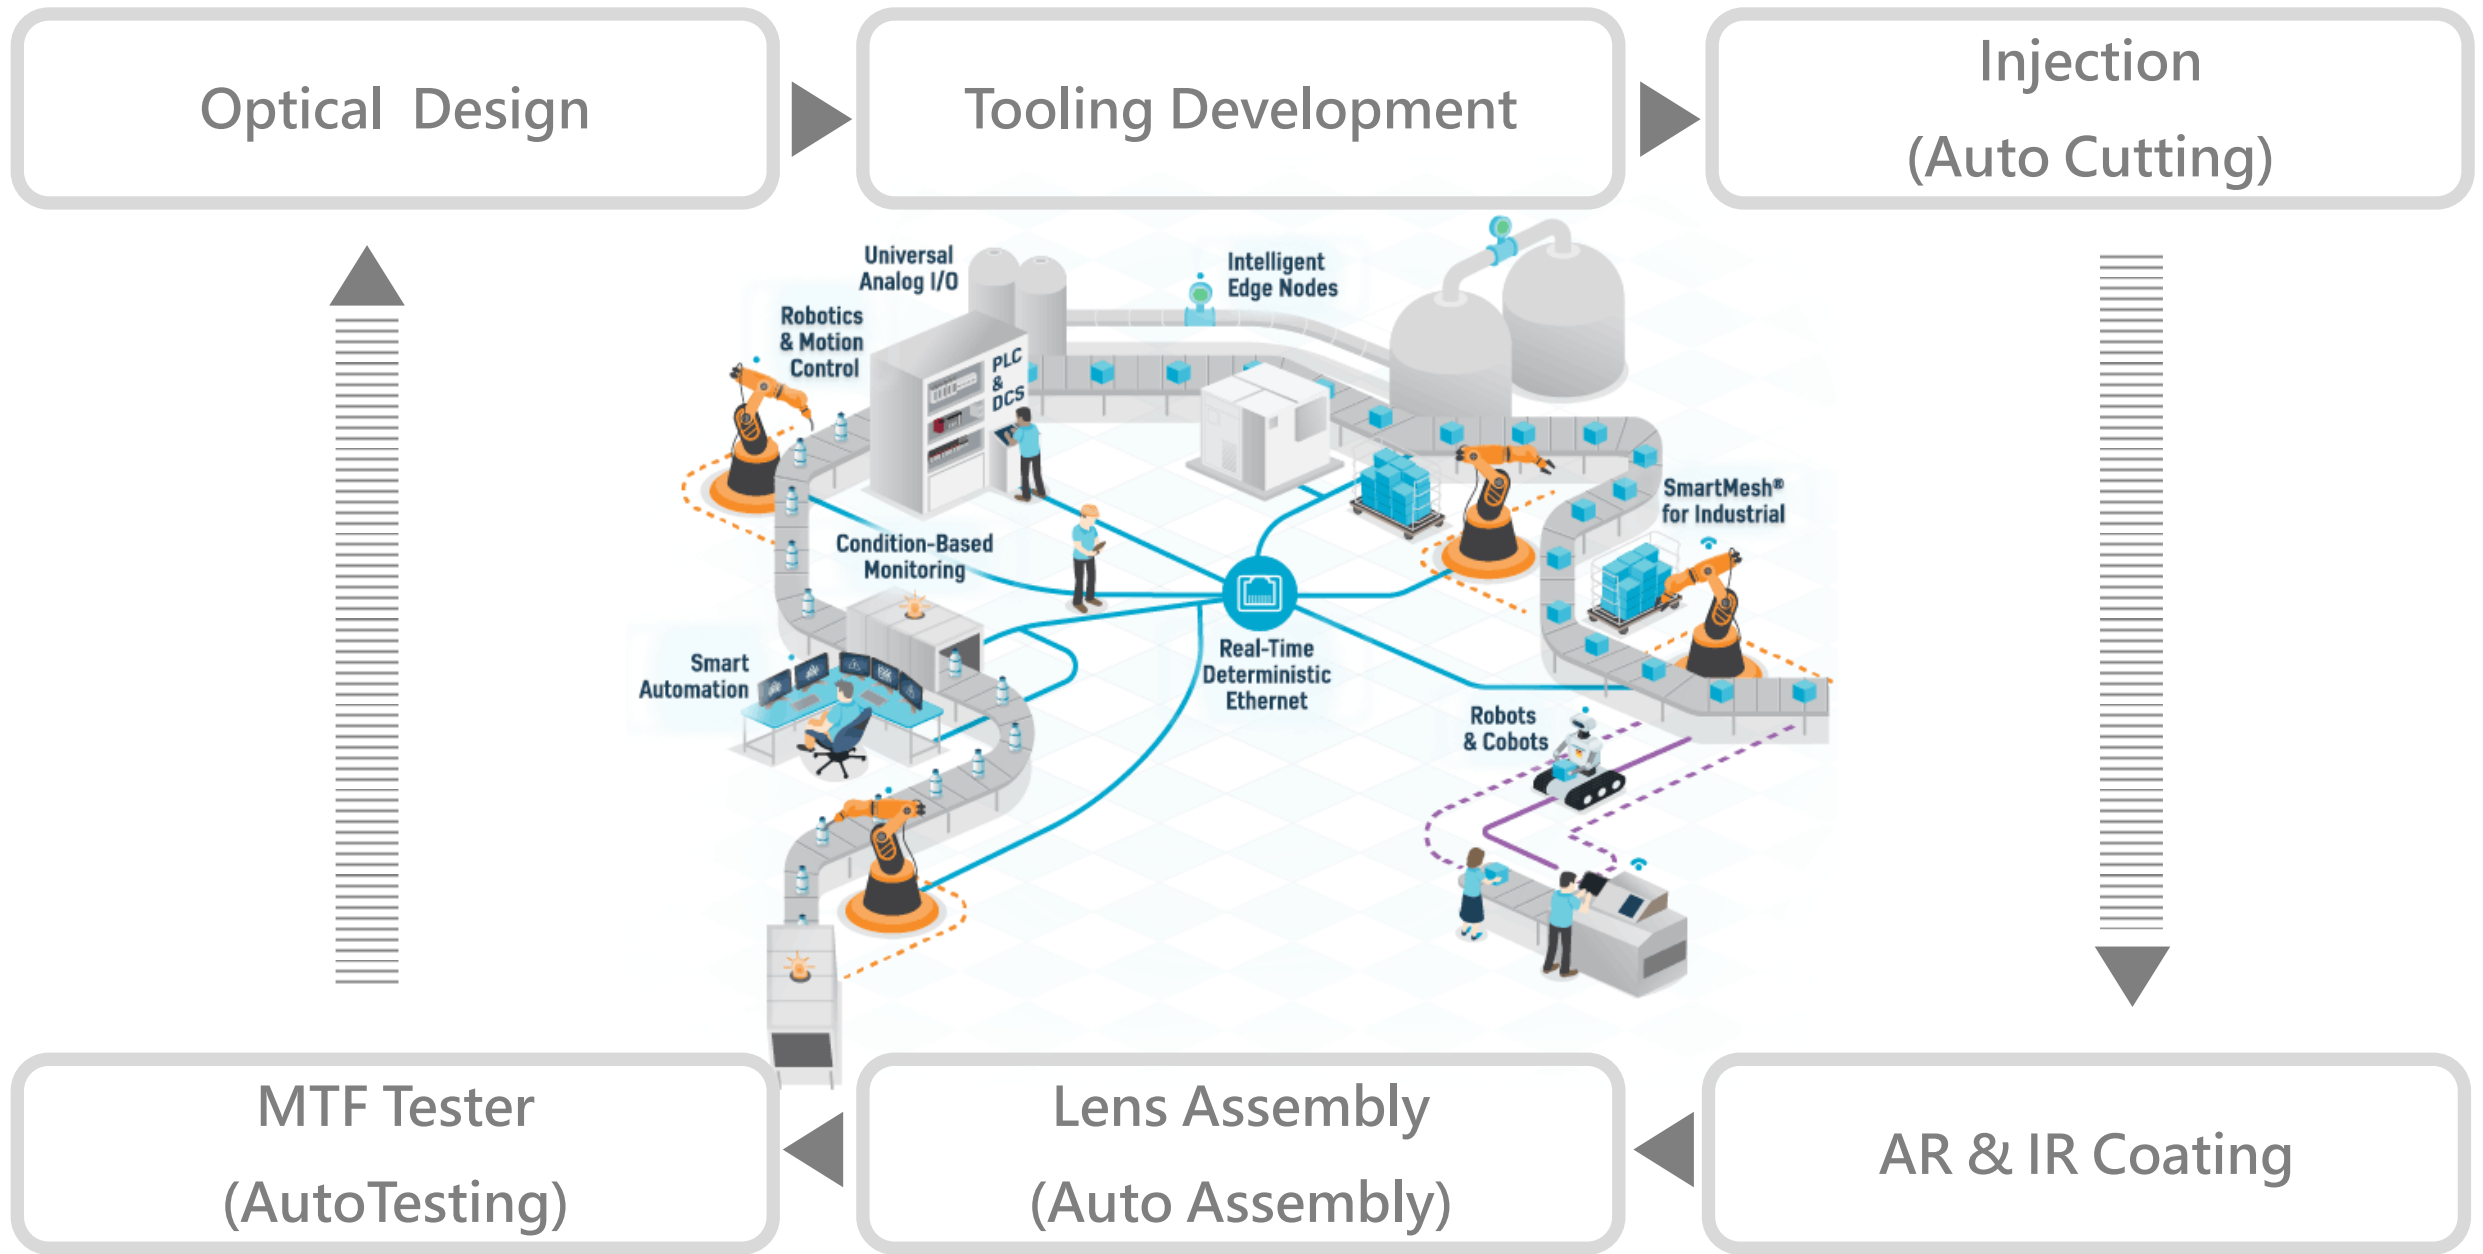 Optical Design
Tooling Development
Injection
(Auto Cutting)
Universal
Analog I/O
Intelligent
Edge Nodes
Robotics
& Motion
Control
PLC
&
DCS
SmartMesh®
for Industrial
Condition-Based
Monitoring
Smart
Automation
Real-Time
Deterministic
Ethernet
Robots
& Cobots
MTF Tester
(AutoTesting)
Lens Assembly
(Auto Assembly)
AR & IR Coating